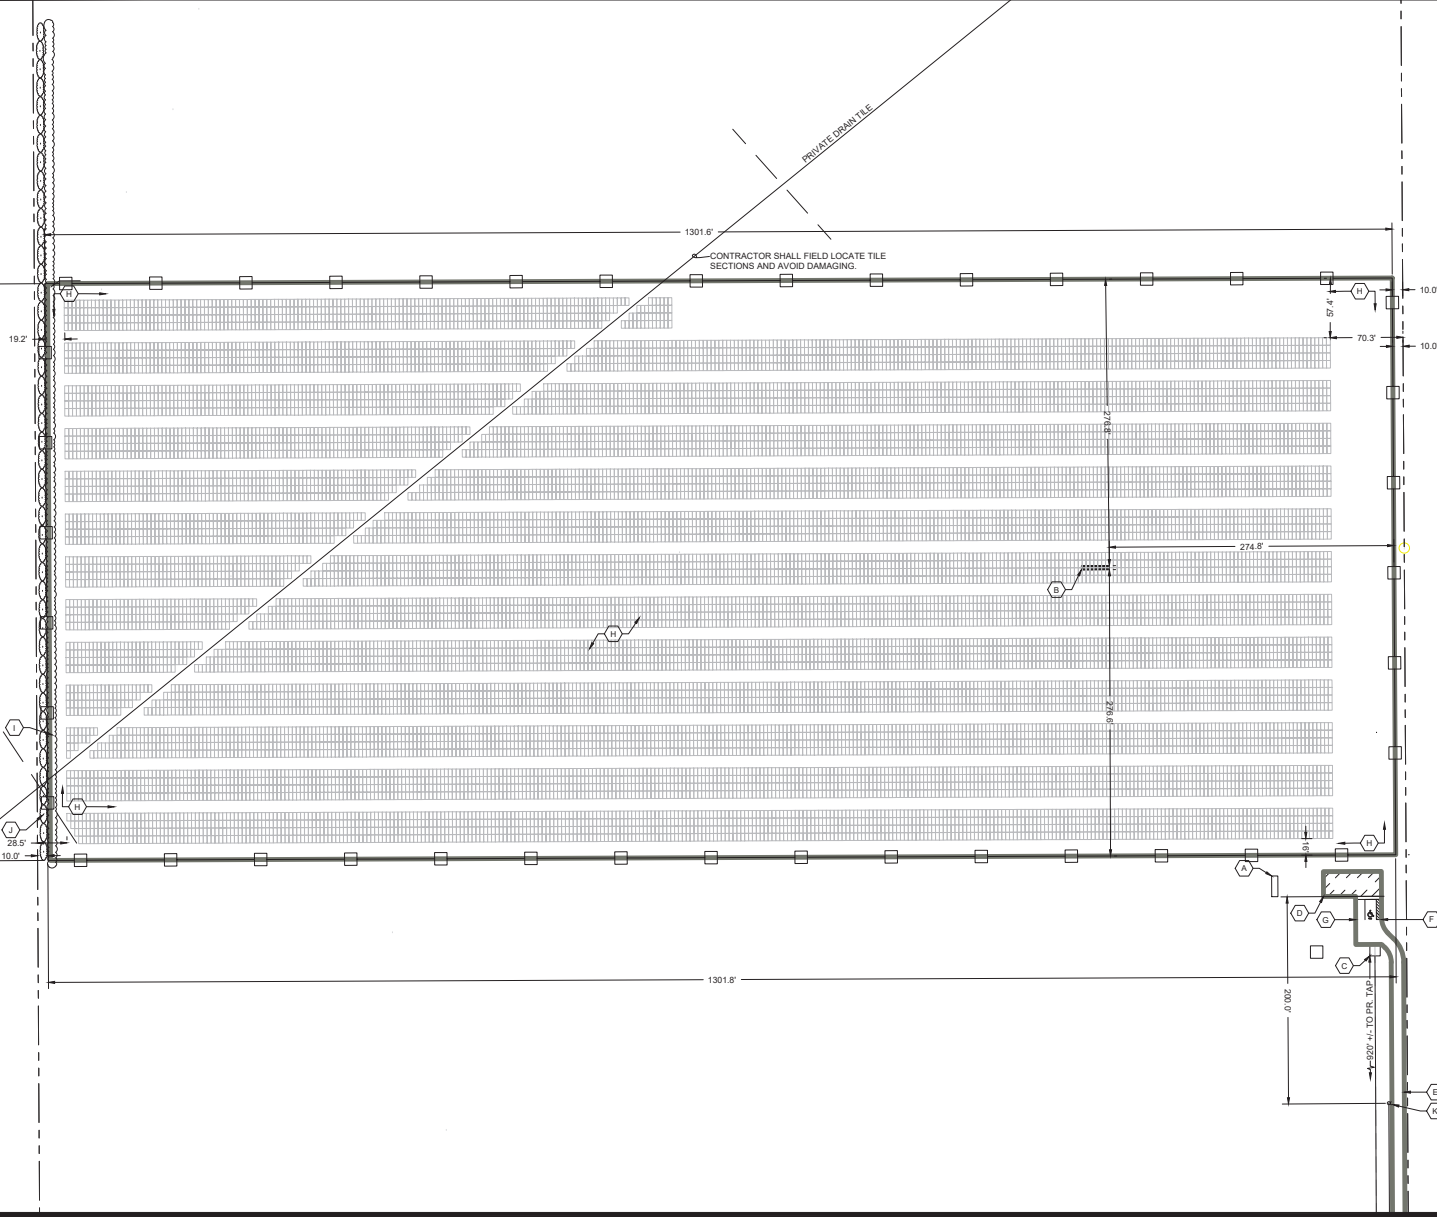 PRIVATE DRAIN TILE
1301.6'
CONTRACTOR SHALL FIELD LOCATE TILE
SECTIONS AND AVOID DAMAGING.
H
H
10.0'
57.4'
19.2'
70.3'
10.0'
276.8'
274.8'
B
H
276.6'
I
H
J
28.5'
10.0'
16'
H
A
D
G
F
C
1301.8'
200.0'
920' +/- TO PR. TAP
E
K